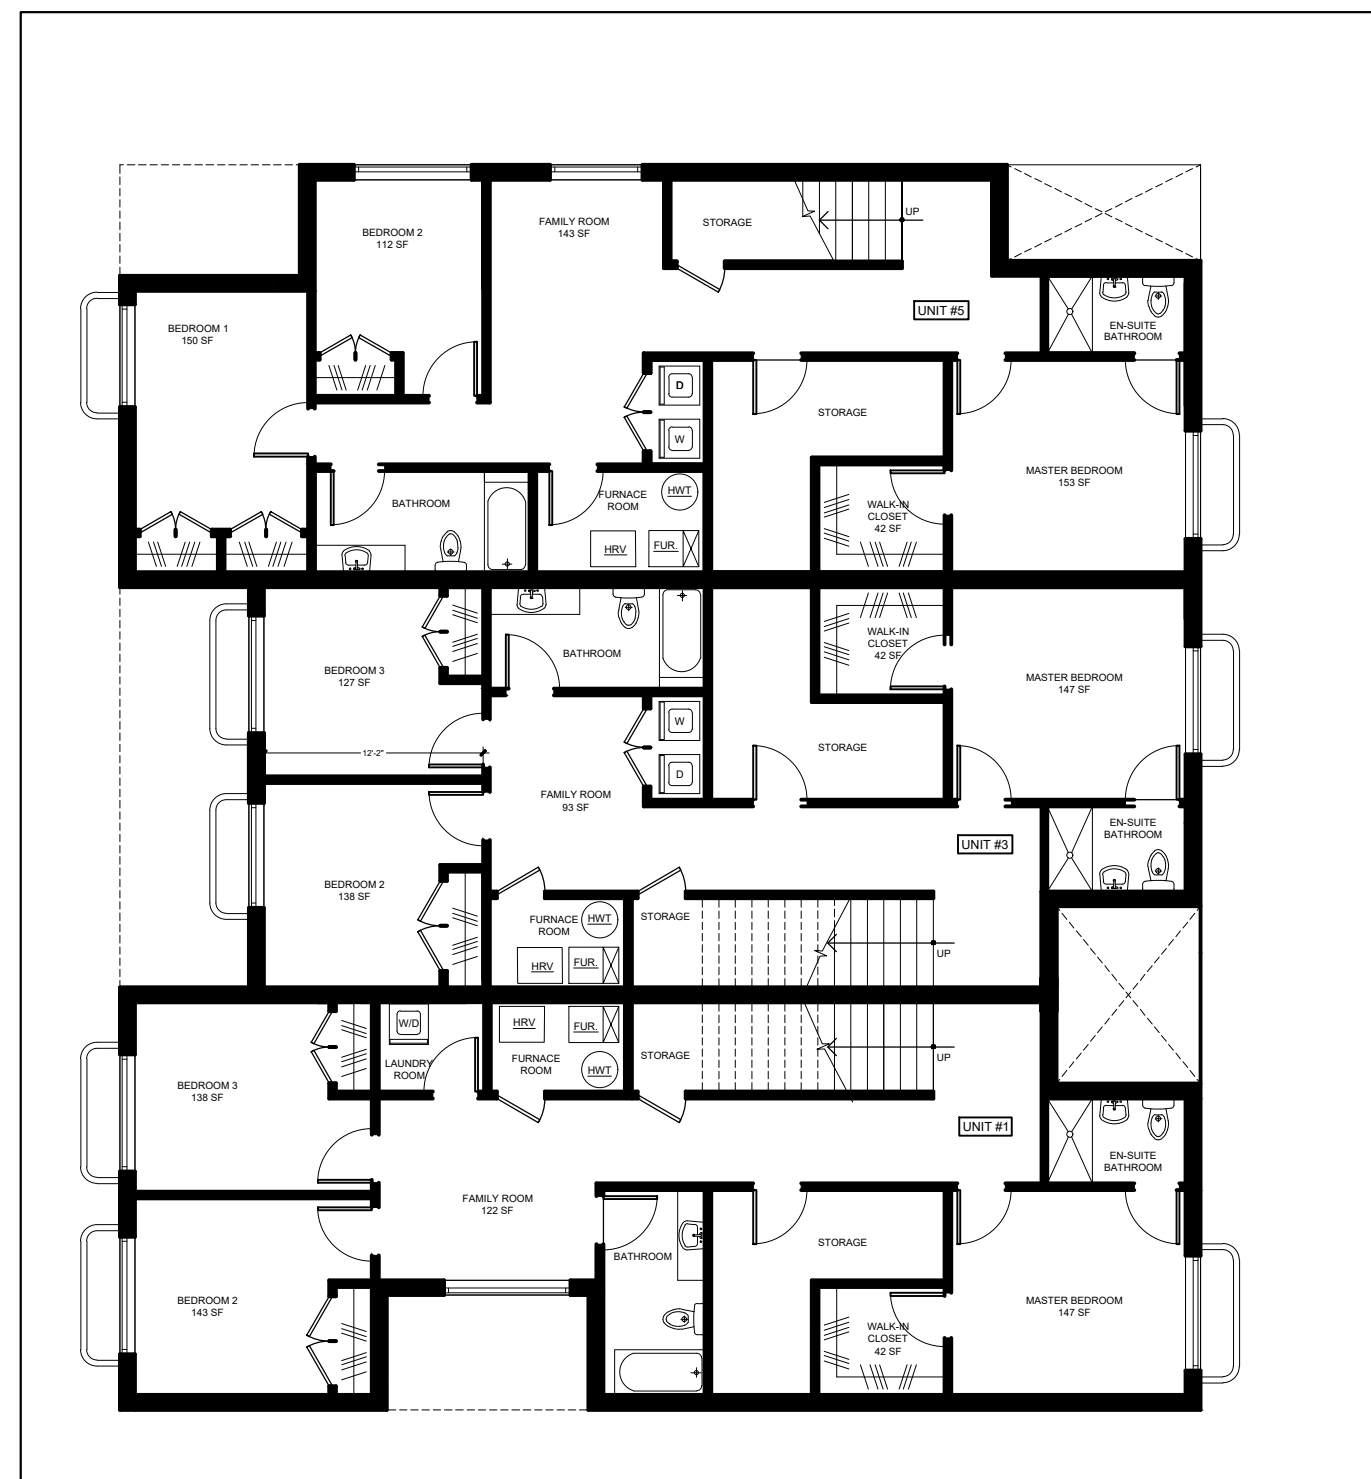 FAMILY ROOM
143 SF
STORAGE
UP
BEDROOM 2
112 SF
UNIT #5
BEDROOM 1
150 SF
EN-SUITE
BATHROOM
D
W
STORAGE
MASTER BEDROOM
153 SF
BATHROOM
FURNACE
ROOM
HWT
HRV
FUR.
WALK-IN
CLOSET
42 SF
WALK-IN
CLOSET
42 SF
BATHROOM
BEDROOM 3
127 SF
MASTER BEDROOM
147 SF
W
D
12'-2"
STORAGE
FAMILY ROOM
93 SF
EN-SUITE
BATHROOM
UNIT #3
BEDROOM 2
138 SF
FURNACE
ROOM
HWT
HRV
FUR.
STORAGE
UP
W/D
LAUNDRY
ROOM
HRV
FUR.
FURNACE
ROOM
HWT
STORAGE
UP
BEDROOM 3
138 SF
UNIT #1
EN-SUITE
BATHROOM
FAMILY ROOM
122 SF
BATHROOM
STORAGE
BEDROOM 2
143 SF
WALK-IN
CLOSET
42 SF
MASTER BEDROOM
147 SF